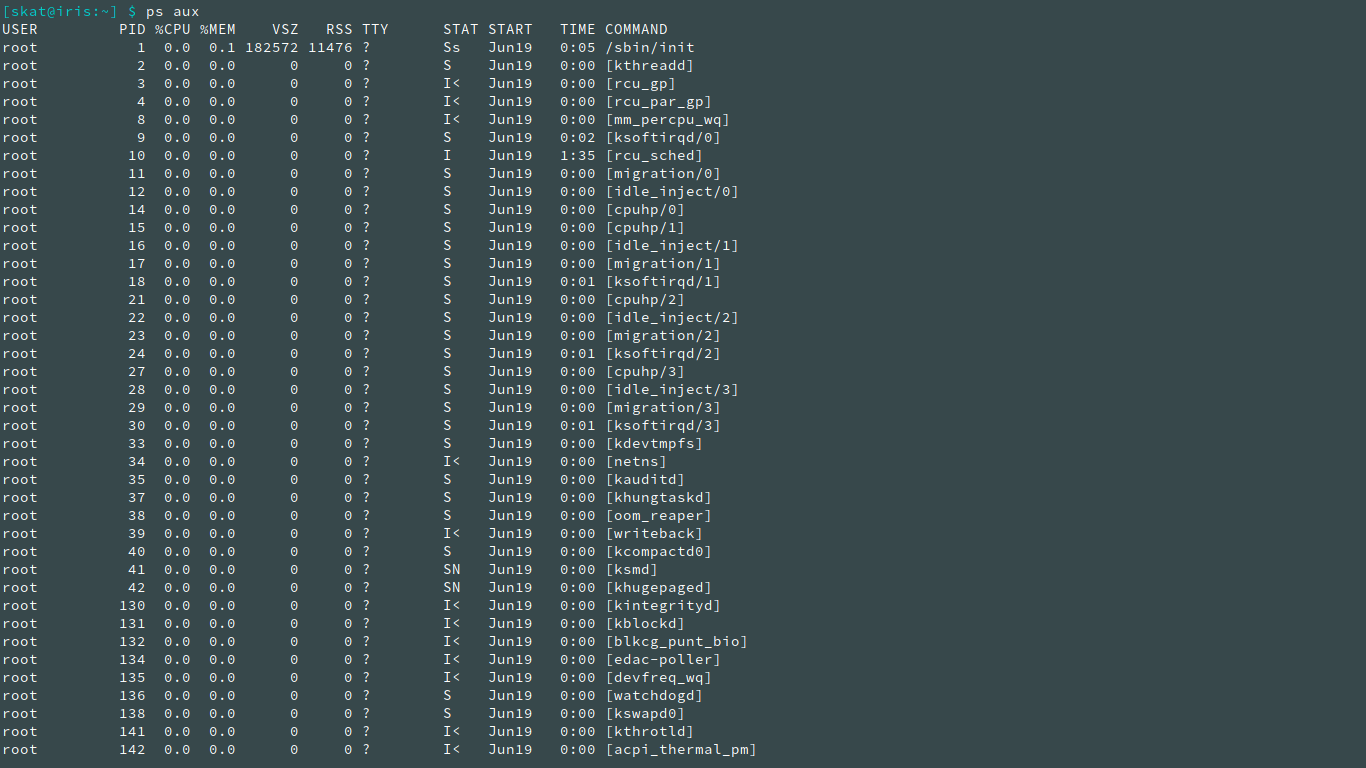 [skat@iris:~] $ ps aux
USER         PID %CPU %MEM    VSZ   RSS TTY      STAT START   TIME COMMAND
root           1  0.0  0.1 182572 11476 ?        Ss   Jun19   0:05 /sbin/init
root           2  0.0  0.0      0     0 ?        S    Jun19   0:00 [kthreadd]
root           3  0.0  0.0      0     0 ?        I<   Jun19   0:00 [rcu_gp]
root           4  0.0  0.0      0     0 ?        I<   Jun19   0:00 [rcu_par_gp]
root           8  0.0  0.0      0     0 ?        I<   Jun19   0:00 [mm_percpu_wq]
root           9  0.0  0.0      0     0 ?        S    Jun19   0:02 [ksoftirqd/0]
root          10  0.0  0.0      0     0 ?        I    Jun19   1:35 [rcu_sched]
root          11  0.0  0.0      0     0 ?        S    Jun19   0:00 [migration/0]
root          12  0.0  0.0      0     0 ?        S    Jun19   0:00 [idle_inject/0]
root          14  0.0  0.0      0     0 ?        S    Jun19   0:00 [cpuhp/0]
root          15  0.0  0.0      0     0 ?        S    Jun19   0:00 [cpuhp/1]
root          16  0.0  0.0      0     0 ?        S    Jun19   0:00 [idle_inject/1]
root          17  0.0  0.0      0     0 ?        S    Jun19   0:00 [migration/1]
root          18  0.0  0.0      0     0 ?        S    Jun19   0:01 [ksoftirqd/1]
root          21  0.0  0.0      0     0 ?        S    Jun19   0:00 [cpuhp/2]
root          22  0.0  0.0      0     0 ?        S    Jun19   0:00 [idle_inject/2]
root          23  0.0  0.0      0     0 ?        S    Jun19   0:00 [migration/2]
root          24  0.0  0.0      0     0 ?        S    Jun19   0:01 [ksoftirqd/2]
root          27  0.0  0.0      0     0 ?        S    Jun19   0:00 [cpuhp/3]
root          28  0.0  0.0      0     0 ?        S    Jun19   0:00 [idle_inject/3]
root          29  0.0  0.0      0     0 ?        S    Jun19   0:00 [migration/3]
root          30  0.0  0.0      0     0 ?        S    Jun19   0:01 [ksoftirqd/3]
root          33  0.0  0.0      0     0 ?        S    Jun19   0:00 [kdevtmpfs]
root          34  0.0  0.0      0     0 ?        I<   Jun19   0:00 [netns]
root          35  0.0  0.0      0     0 ?        S    Jun19   0:00 [kauditd]
root          37  0.0  0.0      0     0 ?        S    Jun19   0:00 [khungtaskd]
root          38  0.0  0.0      0     0 ?        S    Jun19   0:00 [oom_reaper]
root          39  0.0  0.0      0     0 ?        I<   Jun19   0:00 [writeback]
root          40  0.0  0.0      0     0 ?        S    Jun19   0:00 [kcompactd0]
root          41  0.0  0.0      0     0 ?        SN   Jun19   0:00 [ksmd]
root          42  0.0  0.0      0     0 ?        SN   Jun19   0:00 [khugepaged]
root         130  0.0  0.0      0     0 ?        I<   Jun19   0:00 [kintegrityd]
root         131  0.0  0.0      0     0 ?        I<   Jun19   0:00 [kblockd]
root         132  0.0  0.0      0     0 ?        I<   Jun19   0:00 [blkcg_punt_bio]
root         134  0.0  0.0      0     0 ?        I<   Jun19   0:00 [edac-poller]
root         135  0.0  0.0      0     0 ?        I<   Jun19   0:00 [devfreq_wq]
root         136  0.0  0.0      0     0 ?        S    Jun19   0:00 [watchdogd]
root         138  0.0  0.0      0     0 ?        S    Jun19   0:00 [kswapd0]
root         141  0.0  0.0      0     0 ?        I<   Jun19   0:00 [kthrotld]
root         142  0.0  0.0      0     0 ?        I<   Jun19   0:00 [acpi_thermal_pm]